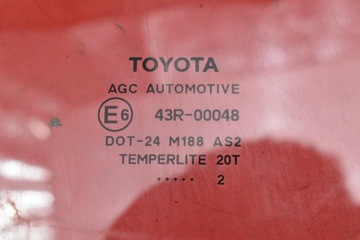 TOYOTA
AGC AUTOMOTIVE
E6 43R-00048
DOT-24 M188 AS2
TEMPERLITE 20T
..... 2